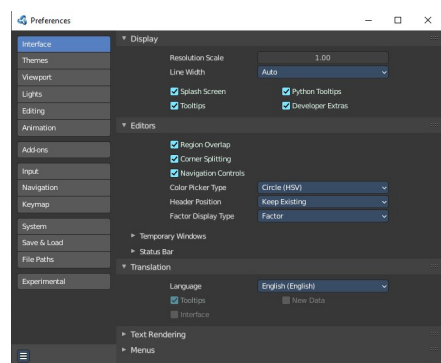 Preferences
Interface
Themes
Viewport
Lights
Editing
Animation
Add-ons
Input
Navigation
Keymap
System
Save & Load
File Paths
Experimental
Display
Resolution Scale 1.00
Line Width Auto
Splash Screen Python Tooltips
Tooltips Developer Extras
Editors
Region Overlap
Corner Splitting
Navigation Controls
Color Picker Type Circle (HSV)
Header Position Keep Existing
Factor Display Type Factor
Temporary Windows
Status Bar
Translation
Language English (English)
Tooltips New Data
Interface
Text Rendering
Menus